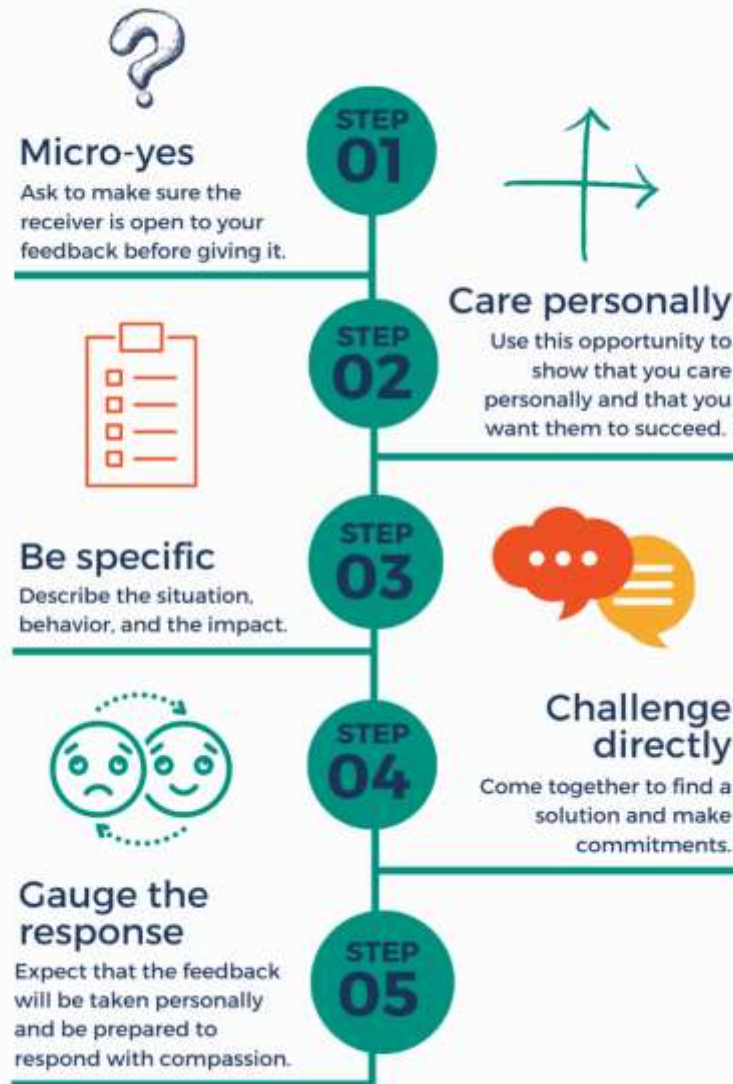 STEP
01
Micro-yes
Ask to make sure the
receiver is open to your
feedback before giving it.
STEP
02
Care personally
Use this opportunity to
show that you care
personally and that you
want them to succeed.
STEP
03
Be specific
Describe the situation,
behavior, and the impact.
STEP
04
Challenge
directly
Come together to find a
solution and make
commitments.
STEP
05
Gauge the
response
Expect that the feedback
will be taken personally
and be prepared to
respond with compassion.